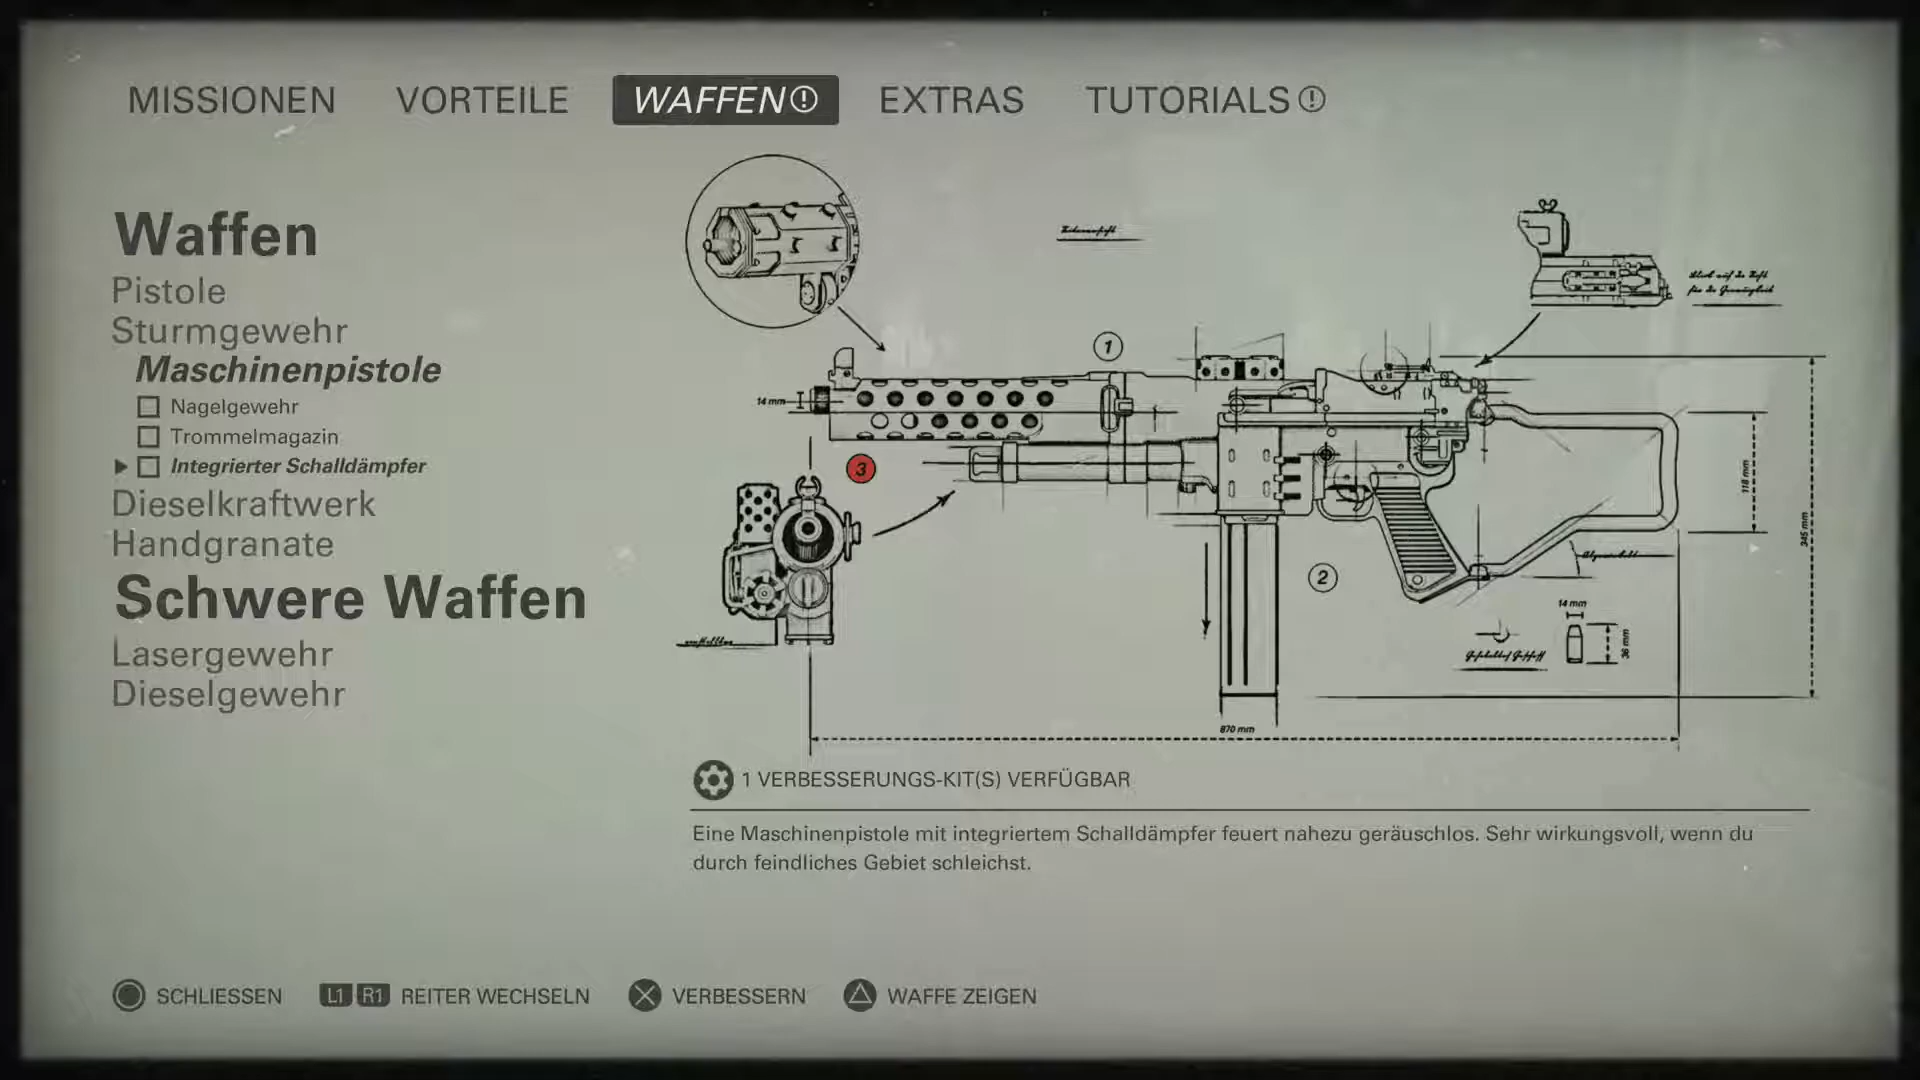 MISSIONEN VORTEILE WAFFEN! EXTRAS TUTORIALS!
Waffen
Pistole
Sturmgewehr
Maschinenpistole
Nagelgewehr
Trommelmagazin
Integrierter Schalldämpfer
Dieselkraftwerk
Handgranate
Schwere Waffen
Lasergewehr
Dieselgewehr
1
14 mm
3
2
118 mm
345 mm
14 mm
36 mm
870 mm
1 VERBESSERUNGS-KIT(S) VERFÜGBAR
Eine Maschinenpistole mit integriertem Schalldämpfer feuert nahezu geräuschlos. Sehr wirkungsvoll, wenn du
durch feindliches Gebiet schleichst.
SCHLIESSEN L1 R1 REITER WECHSELN VERBESSERN WAFFE ZEIGEN